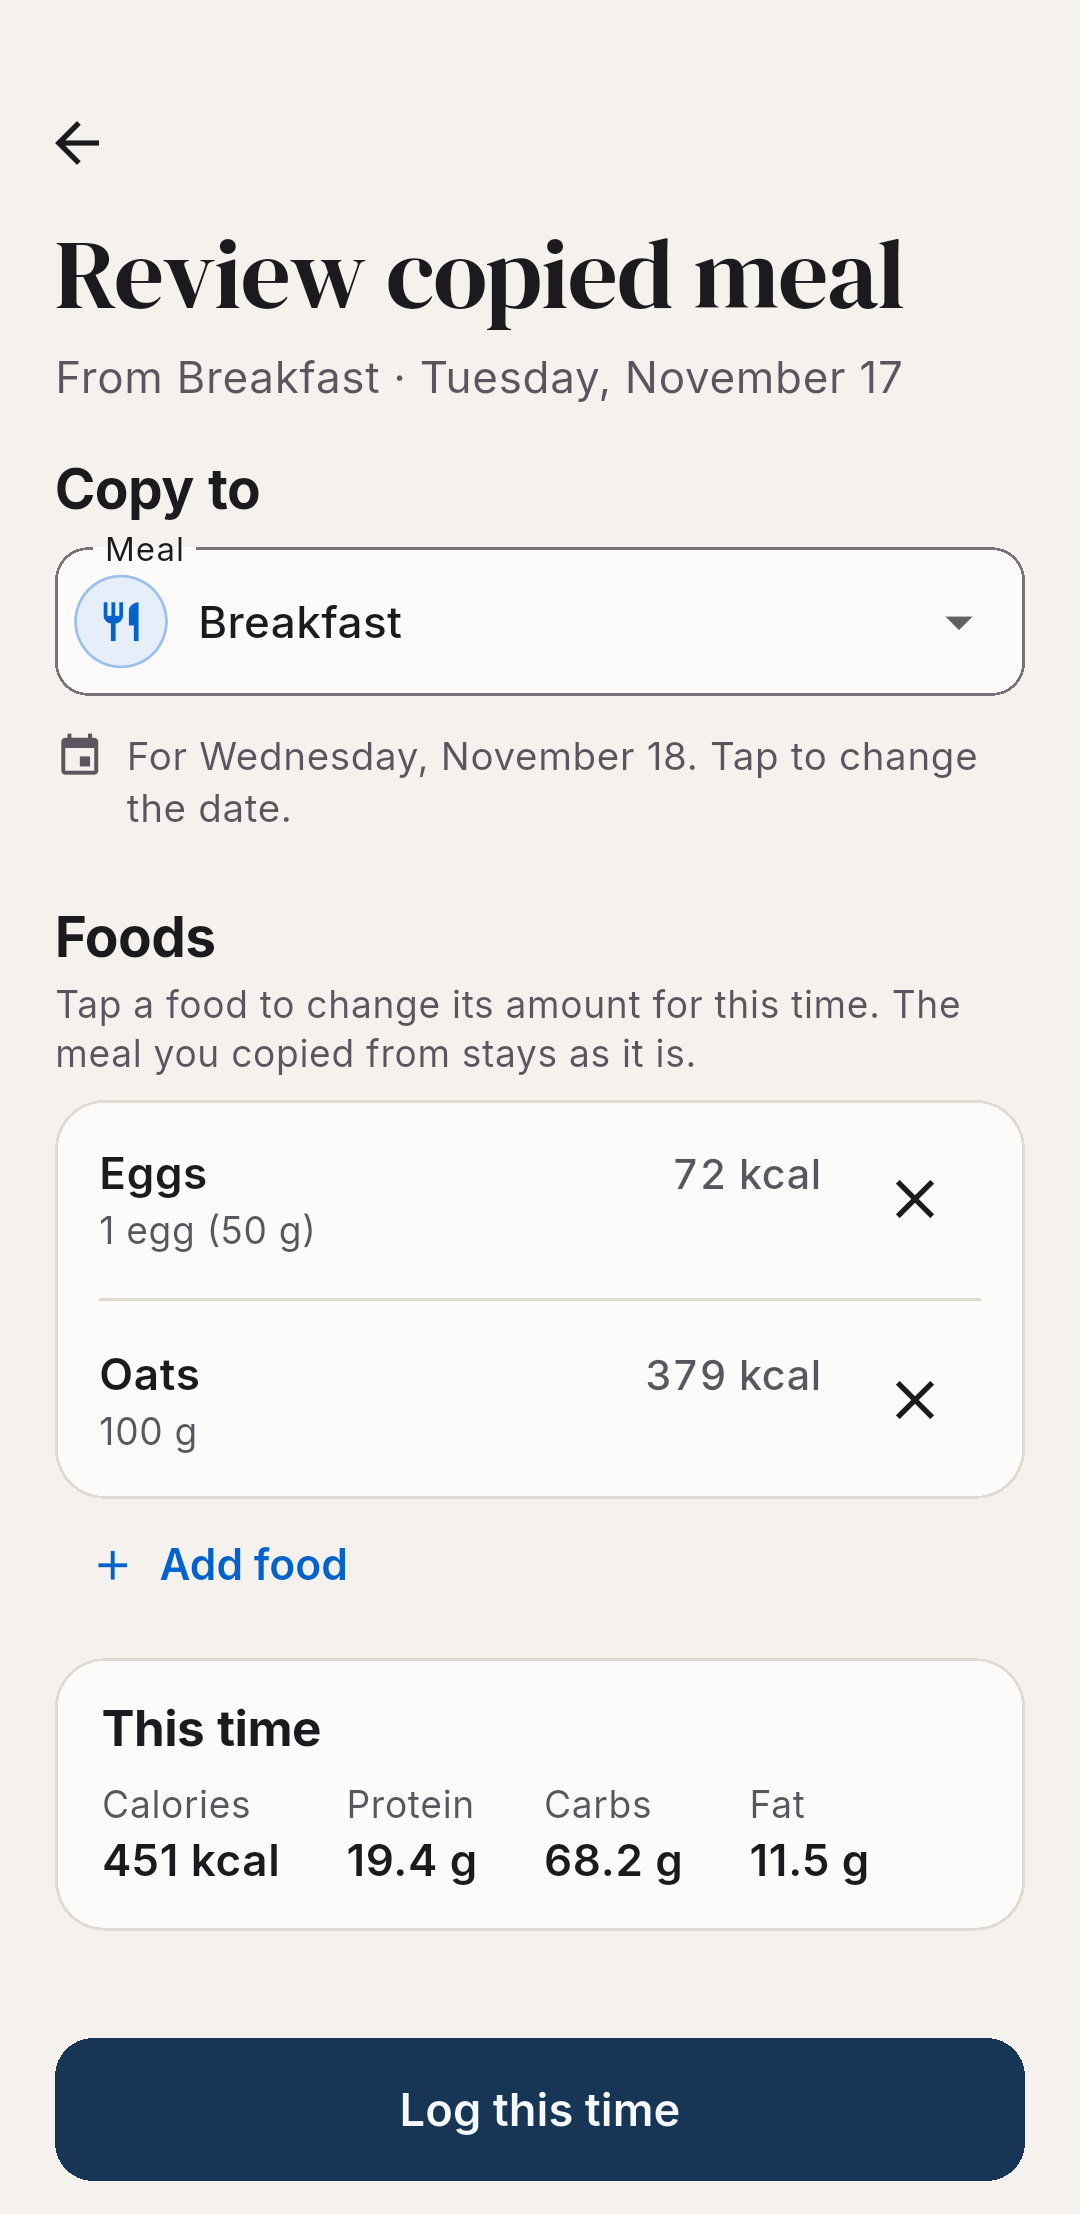 Review copied meal
From Breakfast · Tuesday, November 17
Copy to
Meal
Breakfast
For Wednesday, November 18. Tap to change
the date.
Foods
Tap a food to change its amount for this time. The
meal you copied from stays as it is.
Eggs
72 kcal
1 egg (50 g)
Oats
379 kcal
100 g
Add food
This time
Calories Protein Carbs Fat
451 kcal 19.4 g 68.2 g 11.5 g
Log this time